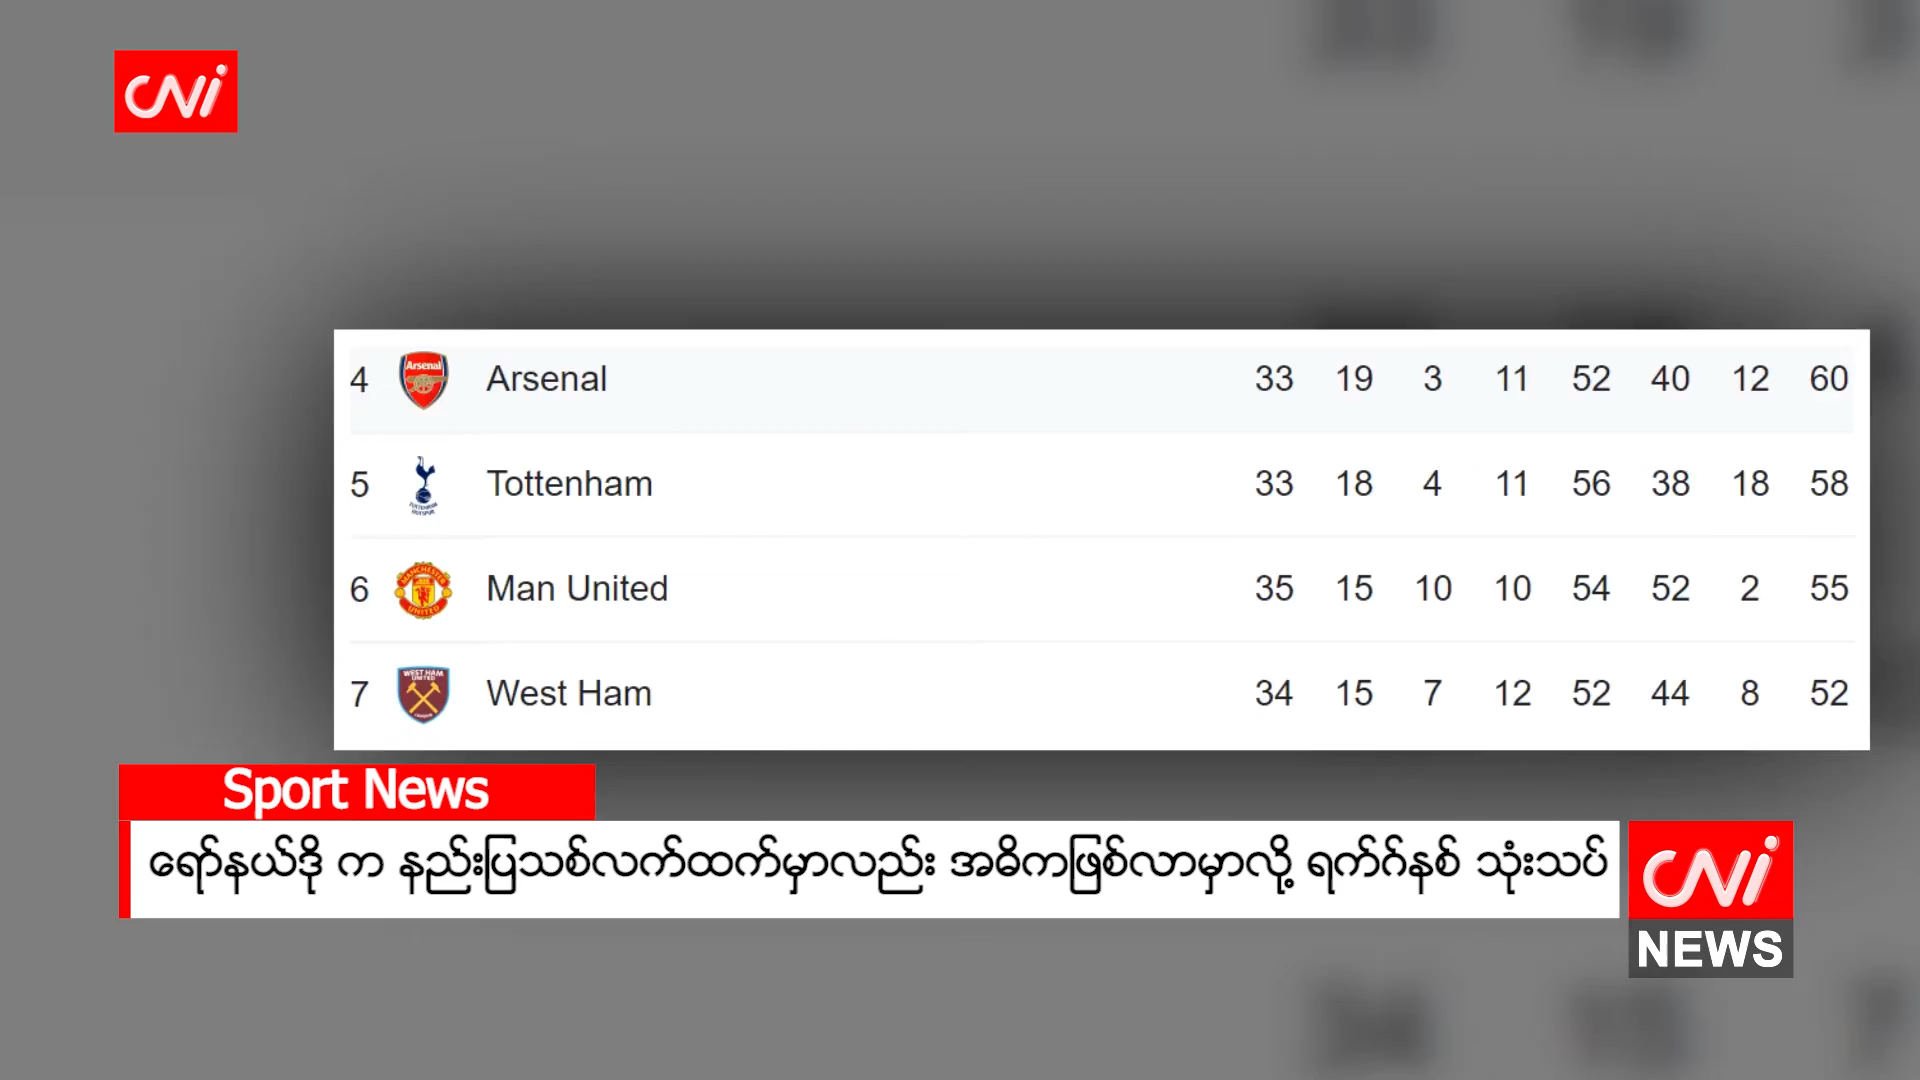 CNi
4 Arsenal 33 19 3 11 52 40 12 60
5 Tottenham 33 18 4 11 56 38 18 58
6 Man United 35 15 10 10 54 52 2 55
7 West Ham 34 15 7 12 52 44 8 52
Sport News
ရော်နယ်ဒို က နည်းပြသစ်လက်ထက်မှာလည်း အဓိကဖြစ်လာမှာလို့ ရက်ဂ်နစ် သုံးသပ်
CNi
NEWS